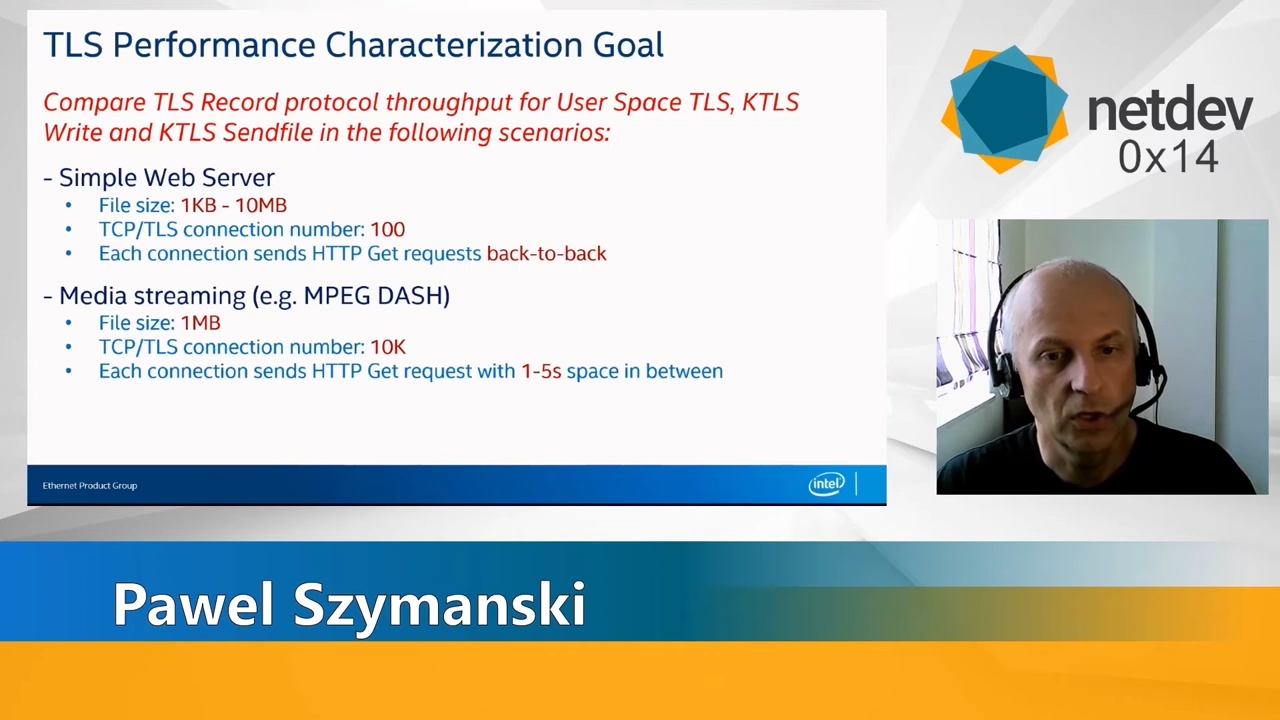 TLS Performance Characterization Goal
Compare TLS Record protocol throughput for User Space TLS, KTLS
Write and KTLS Sendfile in the following scenarios:
- Simple Web Server
• File size: 1KB - 10MB
• TCP/TLS connection number: 100
• Each connection sends HTTP Get requests back-to-back
- Media streaming (e.g. MPEG DASH)
• File size: 1MB
• TCP/TLS connection number: 10K
• Each connection sends HTTP Get request with 1-5s space in between
Ethernet Product Group
intel
netdev
0x14
Pawel Szymanski